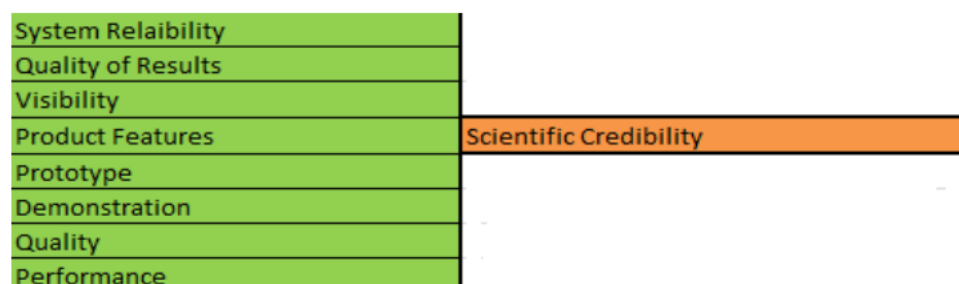 System Relaibility
Quality of Results
Visibility
Product Features
Scientific Credibility
Prototype
Demonstration
Quality
Performance